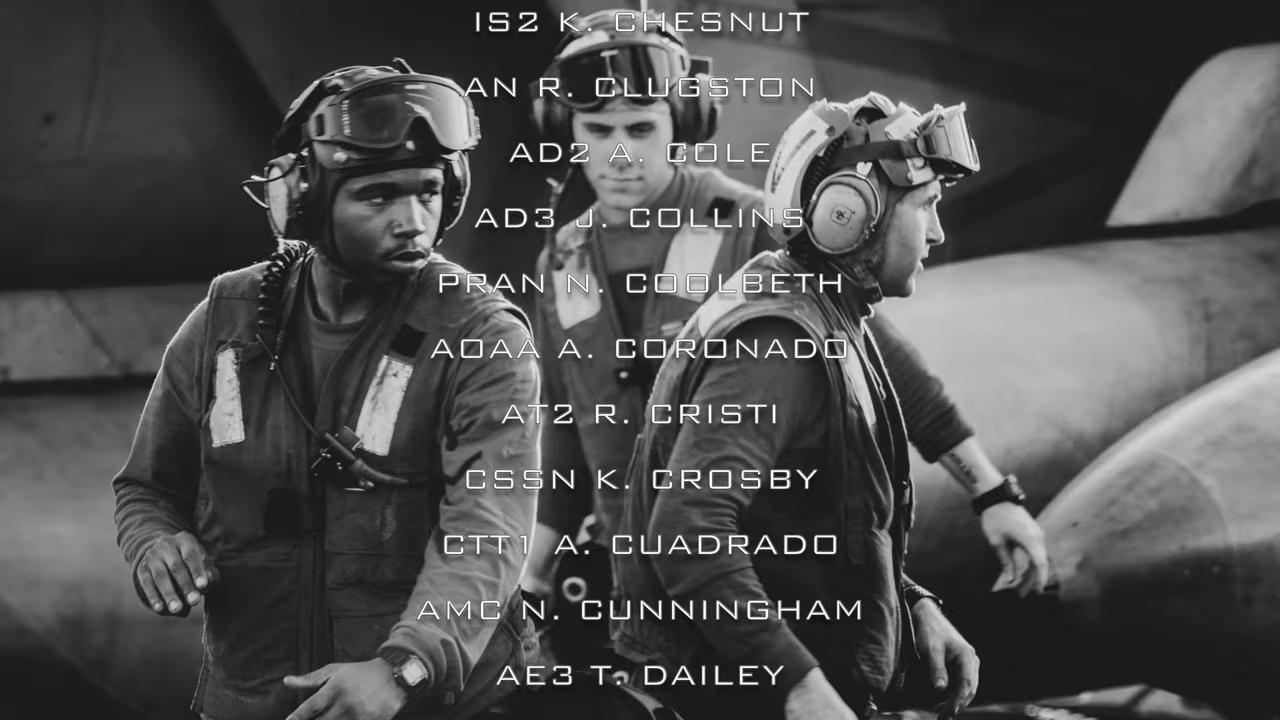 IS2 K. CHESNUT
AN R. CLUGSTON
AD2 A. COLE
AD3 J. COLLINS
PRAN N. COOLBETH
AOAA A. CORONADO
AT2 R. CRISTI
CSSN K. CROSBY
CTT1 A. CUADRADO
AMC N. CUNNINGHAM
AE3 T. DAILEY